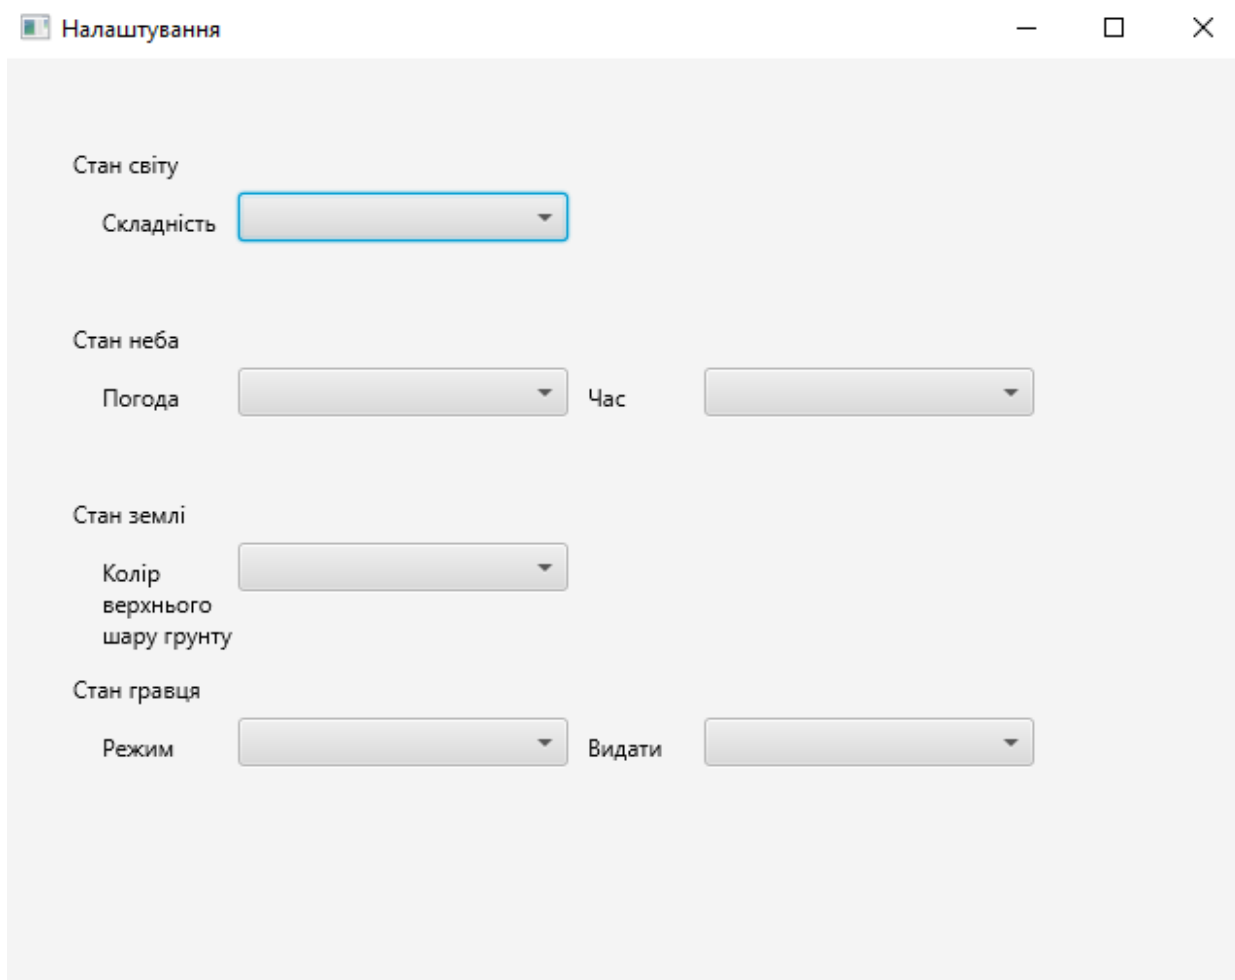 Налаштування
Стан світу
Складність
Стан неба
Погода
Час
Стан землі
Колір
верхнього
шару грунту
Стан гравця
Режим
Видати